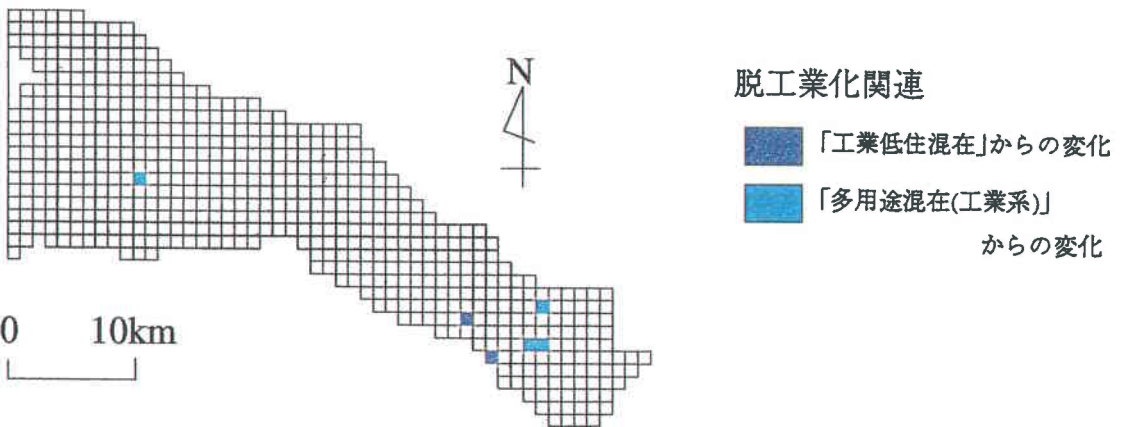 N
脱工業化関連
「工業低住混在」からの変化
「多用途混在(工業系)」
からの変化
0 10km